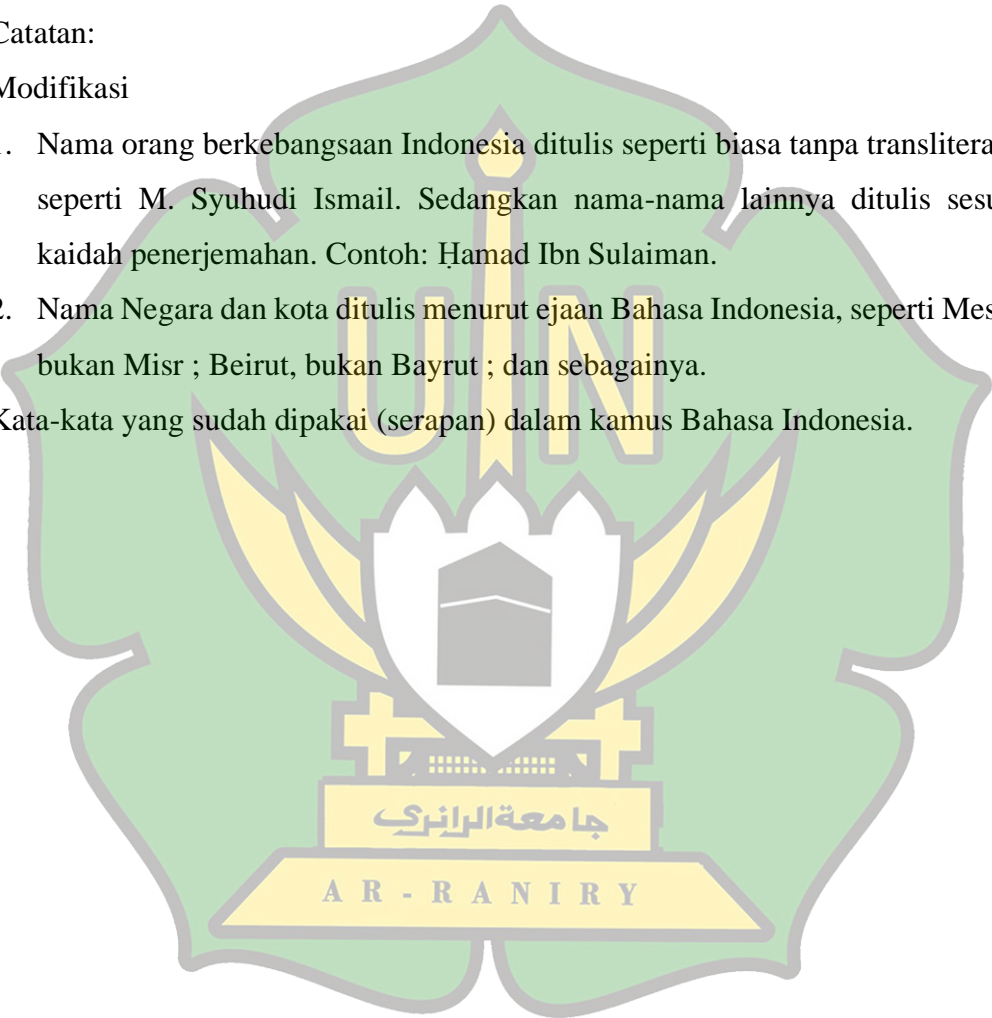 Catatan:
Modifikasi
1. Nama orang berkebangsaan Indonesia ditulis seperti biasa tanpa translitera
seperti M. Syuhudi Ismail. Sedangkan nama-nama lainnya ditulis sesu
kaidah penerjemahan. Contoh: Ḥamad Ibn Sulaiman.
2. Nama Negara dan kota ditulis menurut ejaan Bahasa Indonesia, seperti Mes
bukan Misr ; Beirut, bukan Bayrut ; dan sebagainya.
Kata-kata yang sudah dipakai (serapan) dalam kamus Bahasa Indonesia.
UIN
جامعة الرانري
AR-RANIRY